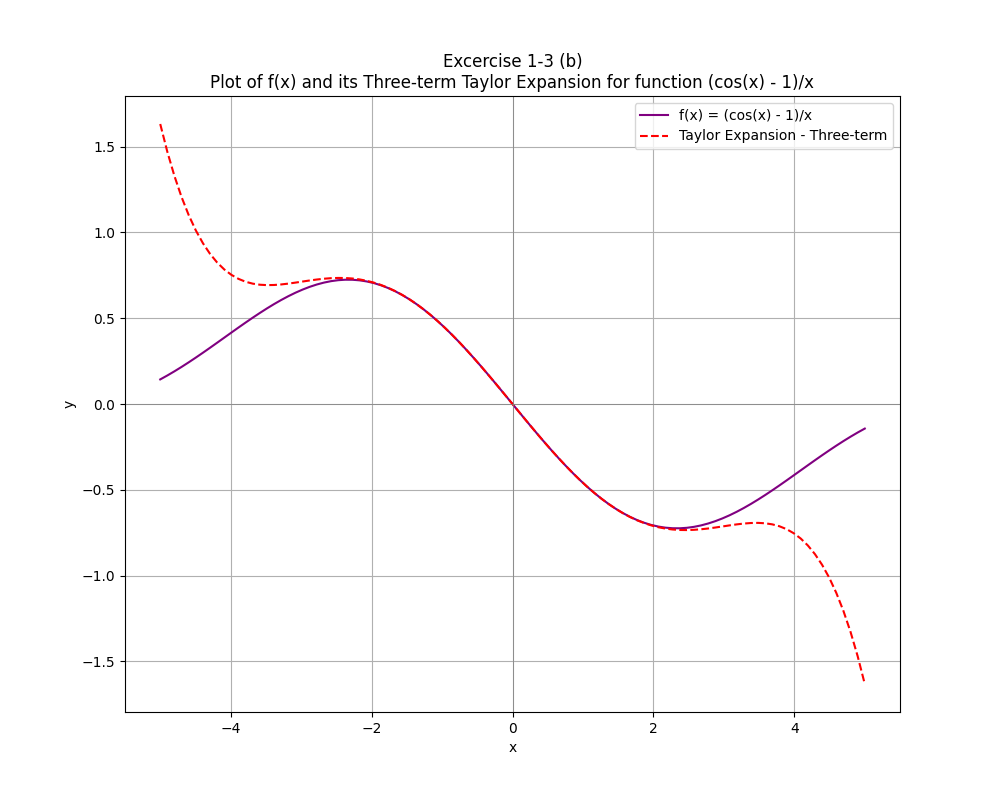 Excercise 1-3 (b)
Plot of f(x) and its Three-term Taylor Expansion for function (cos(x) - 1)/x
f(x) = (cos(x) - 1)/x
Taylor Expansion - Three-term
1.5
1.0
0.5
0.0
−0.5
−1.0
−1.5
y
−4
−2
0
2
4
x